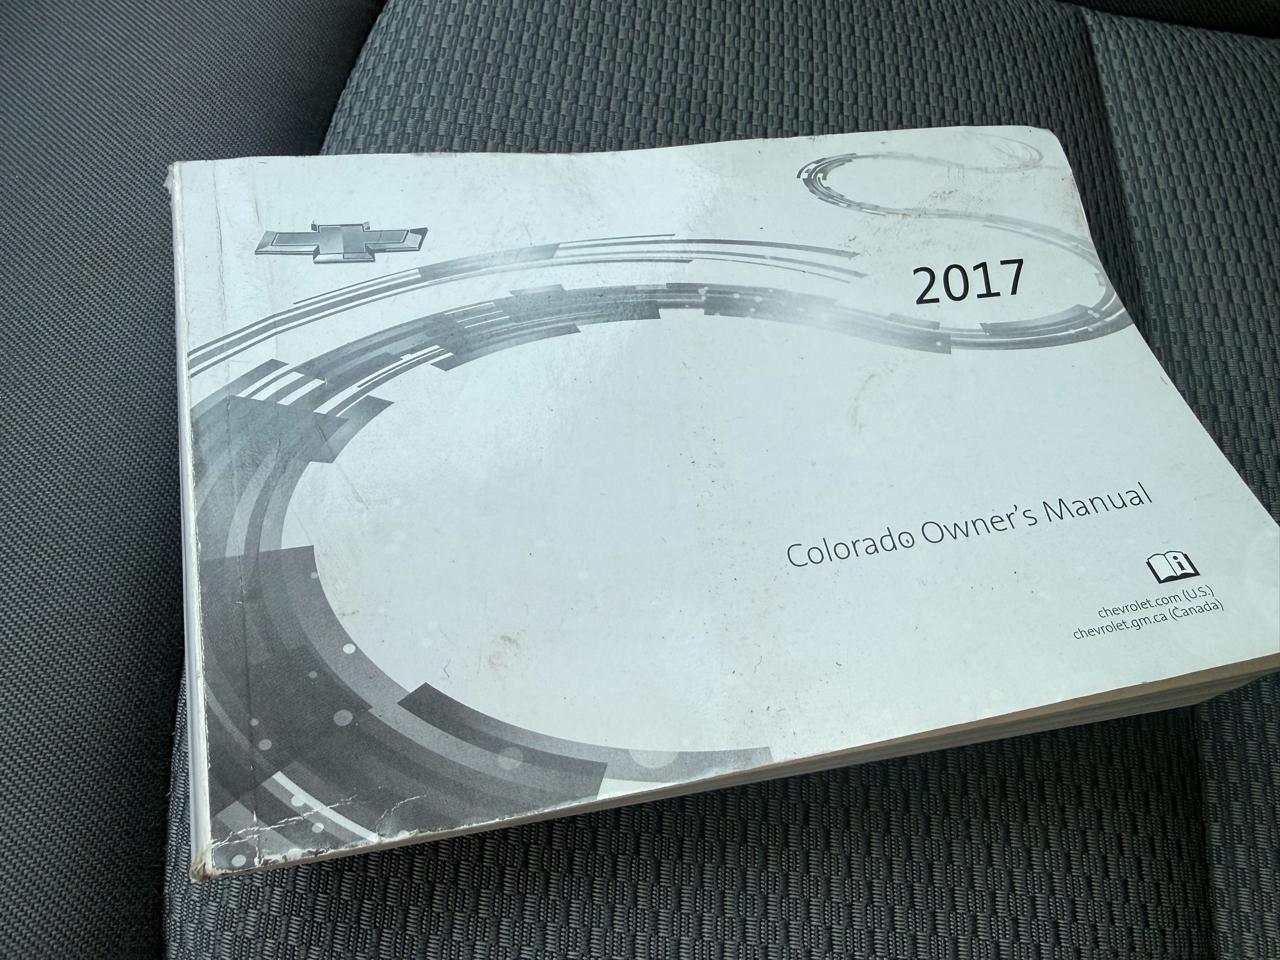 2017
Colorado Owner's Manual
chevrolet.com (U.S.)
chevrolet.gm.ca (Canada)